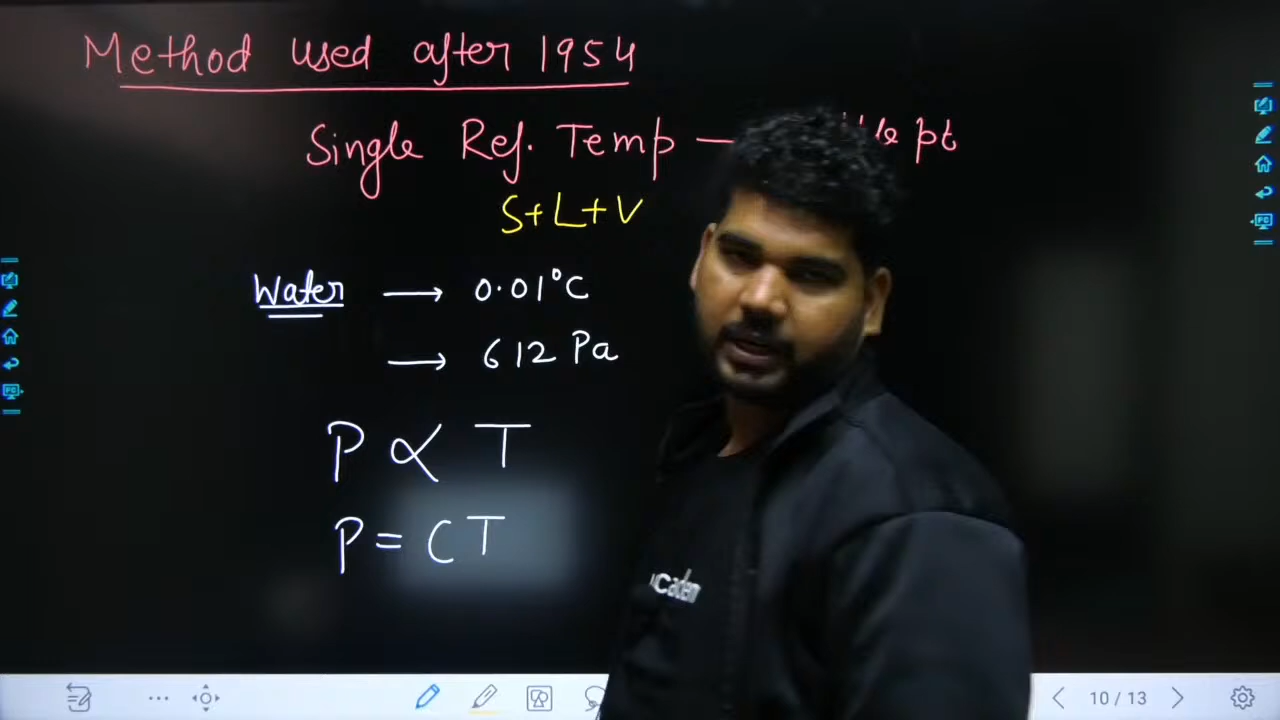 Method used after 1954
Single Ref. Temp — pt
S+L+V
Water → 0.01°C
→ 612 Pa
P ∝ T
P = CT
10 / 13